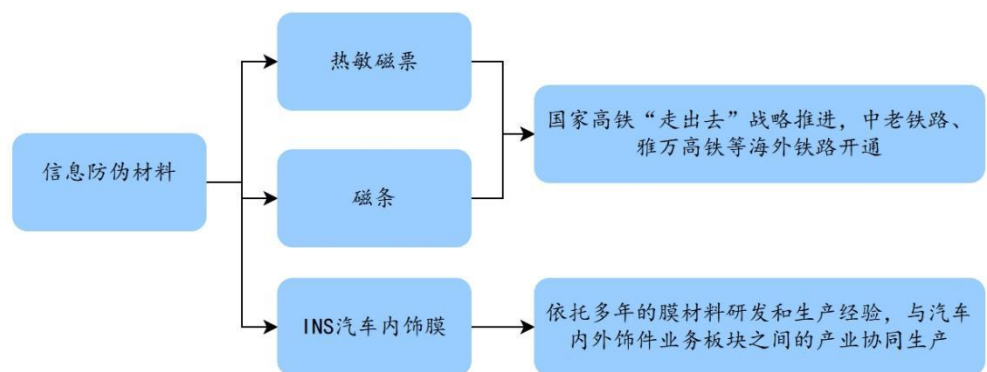 信息防伪材料
热敏磁票
磁条
INS汽车内饰膜
国家高铁“走出去”战略推进，中老铁路、
雅万高铁等海外铁路开通
依托多年的膜材料研发和生产经验，与汽车
内外饰件业务板块之间的产业协同生产